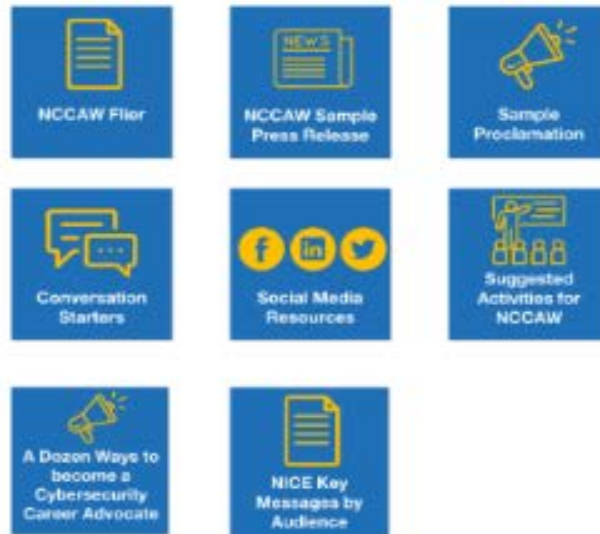 NCCAW Flier
NEWS
NCCAW Sample
Press Release
Sample
Proclamation
Conversation
Starters
f in
Social Media
Resources
Suggested
Activities for
NCCAW
A Dozen Ways to
become a
Cybersecurity
Career Advocate
NICE Key
Messages by
Audience